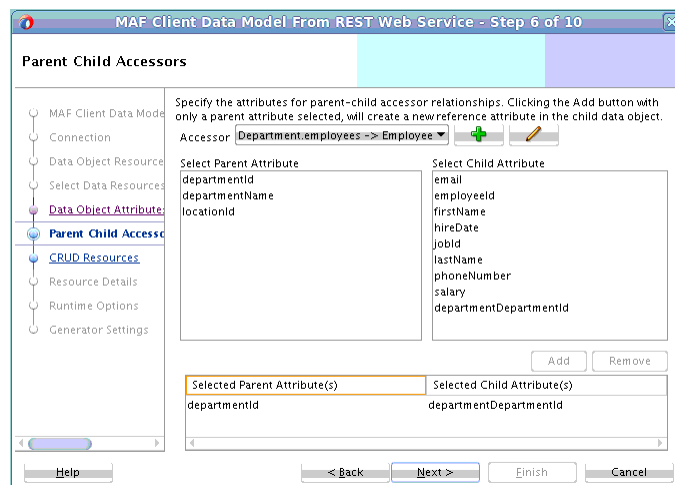 MAF Client Data Model From REST Web Service - Step 6 of 10
Parent Child Accessors
MAF Client Data Mode
Connection
Data Object Resource
Select Data Resources
Data Object Attribute:
Parent Child Accesso
CRUD Resources
Resource Details
Runtime Options
Generator Settings
Specify the attributes for parent-child accessor relationships. Clicking the Add button with
only a parent attribute selected, will create a new reference attribute in the child data object.
Accessor Department.employees -> Employee
Select Parent Attribute
departmentId
departmentName
locationId
Select Child Attribute
email
employeeId
firstName
hireDate
jobId
lastName
phoneNumber
salary
departmentDepartmentId
Add Remove
Selected Parent Attribute(s) Selected Child Attribute(s)
departmentId departmentDepartmentId
Help < Back Next > Finish Cancel